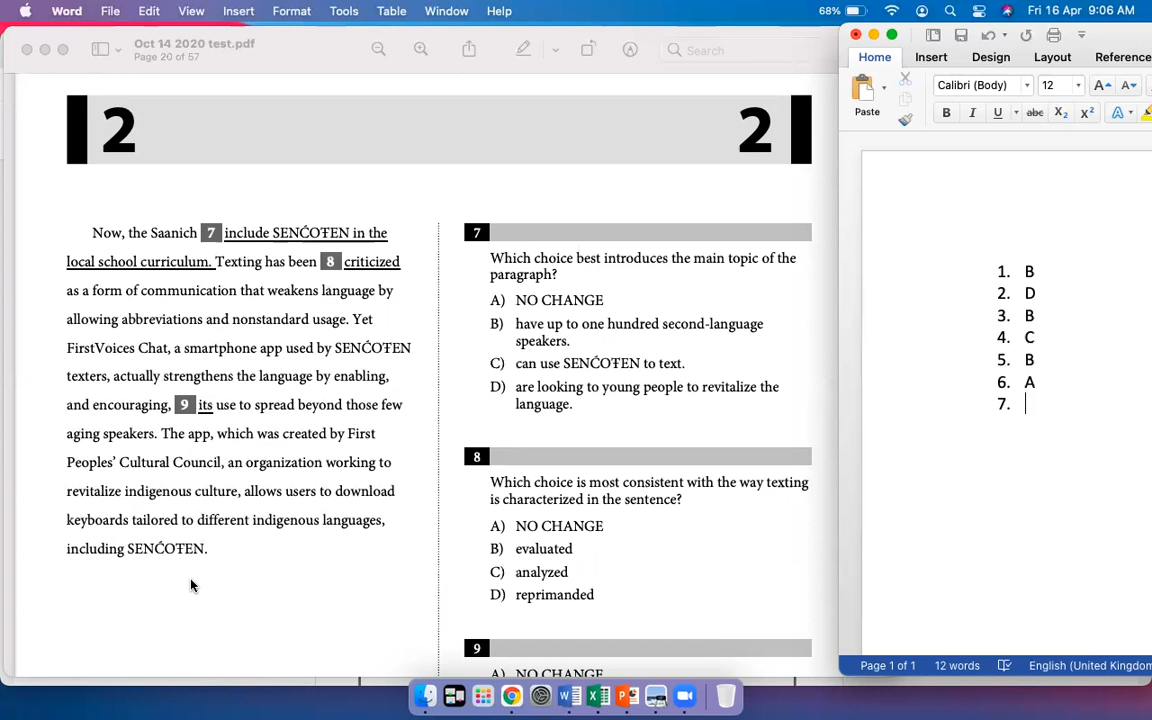 Word File Edit View Insert Format Tools Table Window Help 68% Fri 16 Apr 9:06 AM
Oct 14 2020 test.pdf
Page 20 of 57
Search
2 2
Now, the Saanich 7 include SENĆOŦEN in the
local school curriculum. Texting has been 8 criticized
as a form of communication that weakens language by
allowing abbreviations and nonstandard usage. Yet
FirstVoices Chat, a smartphone app used by SENĆOŦEN
texters, actually strengthens the language by enabling,
and encouraging, 9 its use to spread beyond those few
aging speakers. The app, which was created by First
Peoples’ Cultural Council, an organization working to
revitalize indigenous culture, allows users to download
keyboards tailored to different indigenous languages,
including SENĆOŦEN.
7
Which choice best introduces the main topic of the
paragraph?
A) NO CHANGE
B) have up to one hundred second-language
speakers.
C) can use SENĆOŦEN to text.
D) are looking to young people to revitalize the
language.
8
Which choice is most consistent with the way texting
is characterized in the sentence?
A) NO CHANGE
B) evaluated
C) analyzed
D) reprimanded
9
A) NO CHANGE
Home Insert Design Layout Reference
Calibri (Body) 12 A A
Paste B I U abc X2 X2 A
1. B
2. D
3. B
4. C
5. B
6. A
7.
Page 1 of 1 12 words English (United Kingdom